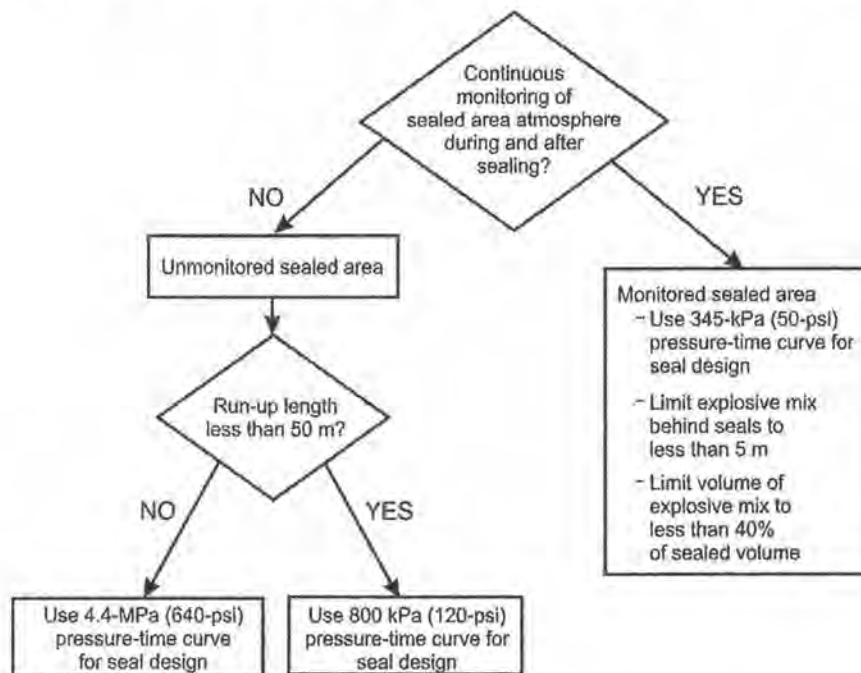 Continuous
monitoring of
sealed area atmosphere
during and after
sealing?
NO
YES
Unmonitored sealed area
Monitored sealed area
- Use 345-kPa (50-psi)
pressure-time curve for
seal design
- Limit explosive mix
behind seals to
less than 5 m
- Limit volume of
explosive mix to
less than 40%
of sealed volume
Run-up length
less than 50 m?
NO
YES
Use 4.4-MPa (640-psi)
pressure-time curve
for seal design
Use 800 kPa (120-psi)
pressure-time curve for
seal design